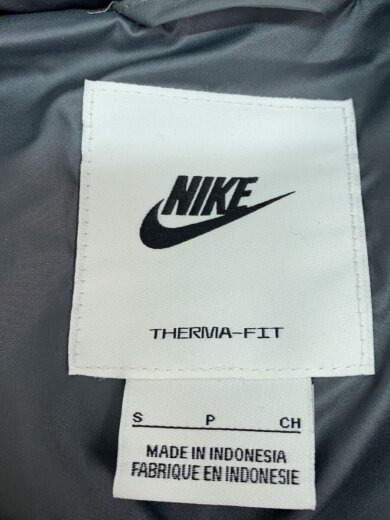 NIKE
THERMA-FIT
S P CH
MADE IN INDONESIA
FABRIQUE EN INDONESIE